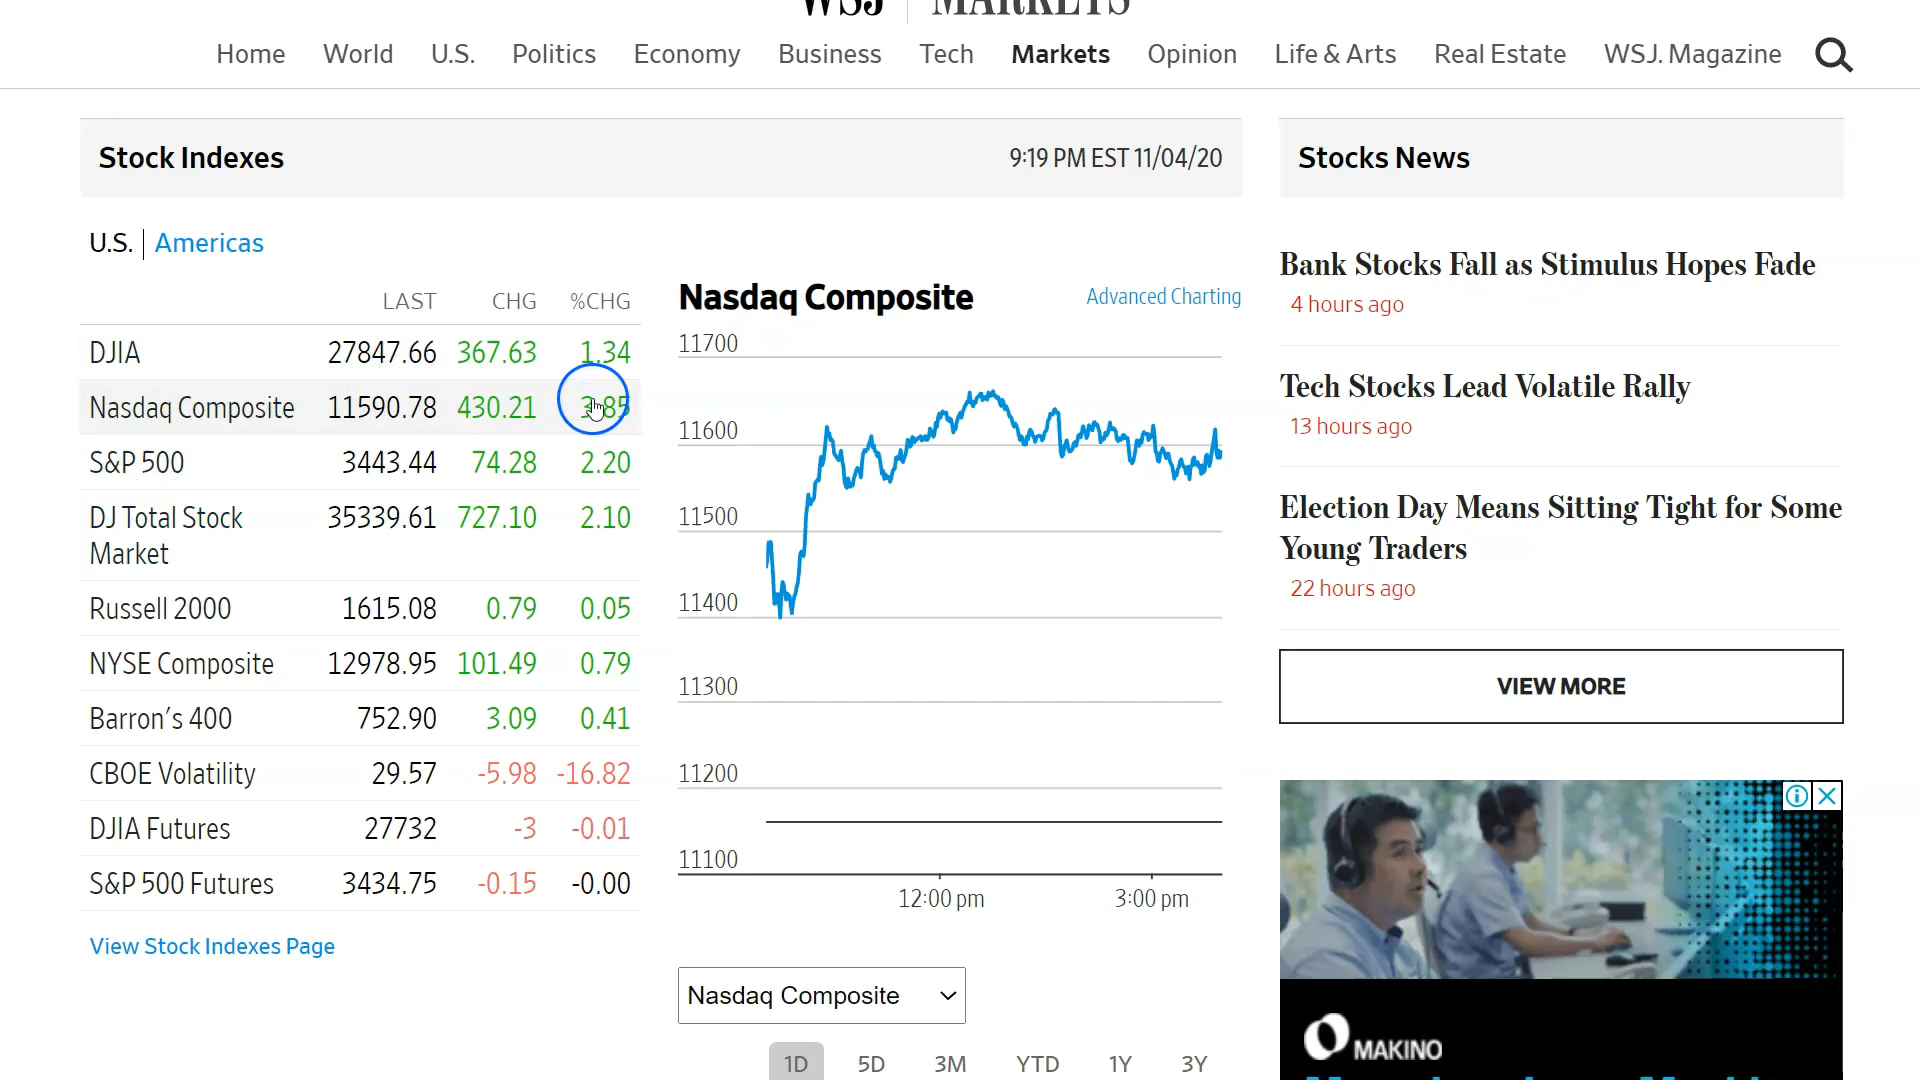 WSJ MARKETS
Home World U.S. Politics Economy Business Tech Markets Opinion Life & Arts Real Estate WSJ. Magazine
Stock Indexes 9:19 PM EST 11/04/20
U.S. Americas
LAST CHG %CHG
DJIA 27847.66 367.63 1.34
Nasdaq Composite 11590.78 430.21 3.85
S&P 500 3443.44 74.28 2.20
DJ Total Stock 35339.61 727.10 2.10
Market
Russell 2000 1615.08 0.79 0.05
NYSE Composite 12978.95 101.49 0.79
Barron's 400 752.90 3.09 0.41
CBOE Volatility 29.57 -5.98 -16.82
DJIA Futures 27732 -3 -0.01
S&P 500 Futures 3434.75 -0.15 -0.00
View Stock Indexes Page
Nasdaq Composite Advanced Charting
11700
11600
11500
11400
11300
11200
11100
12:00 pm 3:00 pm
Nasdaq Composite
1D 5D 3M YTD 1Y 3Y
Stocks News
Bank Stocks Fall as Stimulus Hopes Fade
4 hours ago
Tech Stocks Lead Volatile Rally
13 hours ago
Election Day Means Sitting Tight for Some
Young Traders
22 hours ago
VIEW MORE
MAKINO